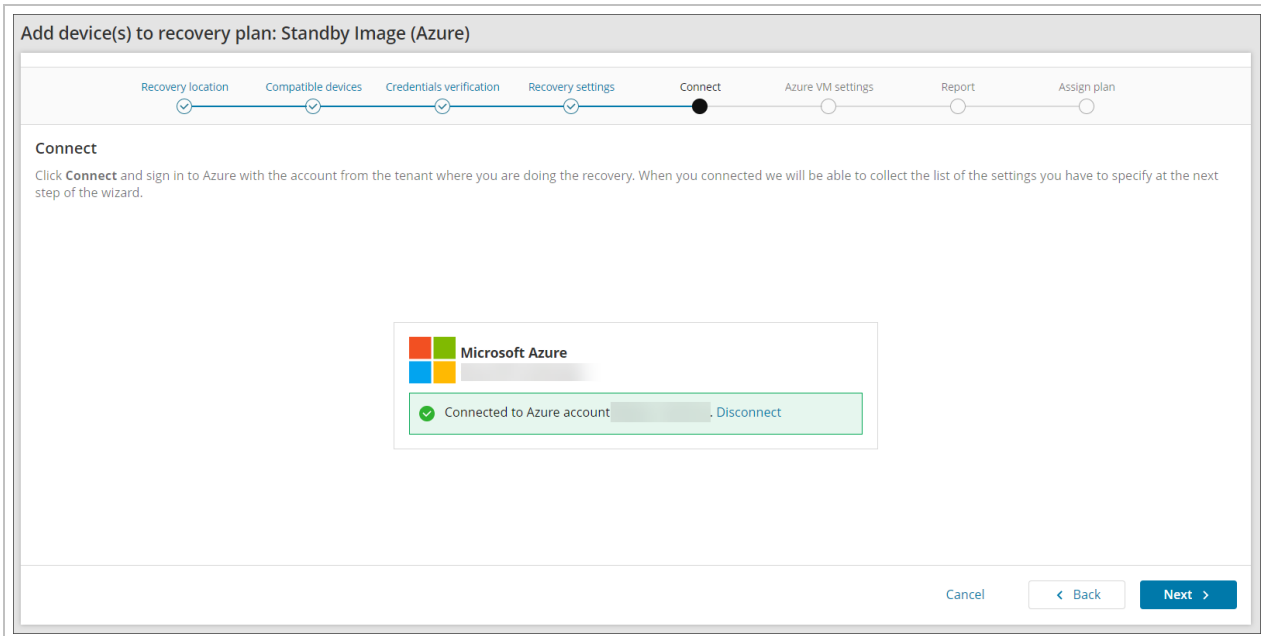 Add device(s) to recovery plan: Standby Image (Azure)
Recovery location Compatible devices Credentials verification Recovery settings Connect Azure VM settings Report Assign plan
Connect
Click Connect and sign in to Azure with the account from the tenant where you are doing the recovery. When you connected we will be able to collect the list of the settings you have to specify at the next
step of the wizard.
Microsoft Azure
Connected to Azure account . Disconnect
Cancel Back Next